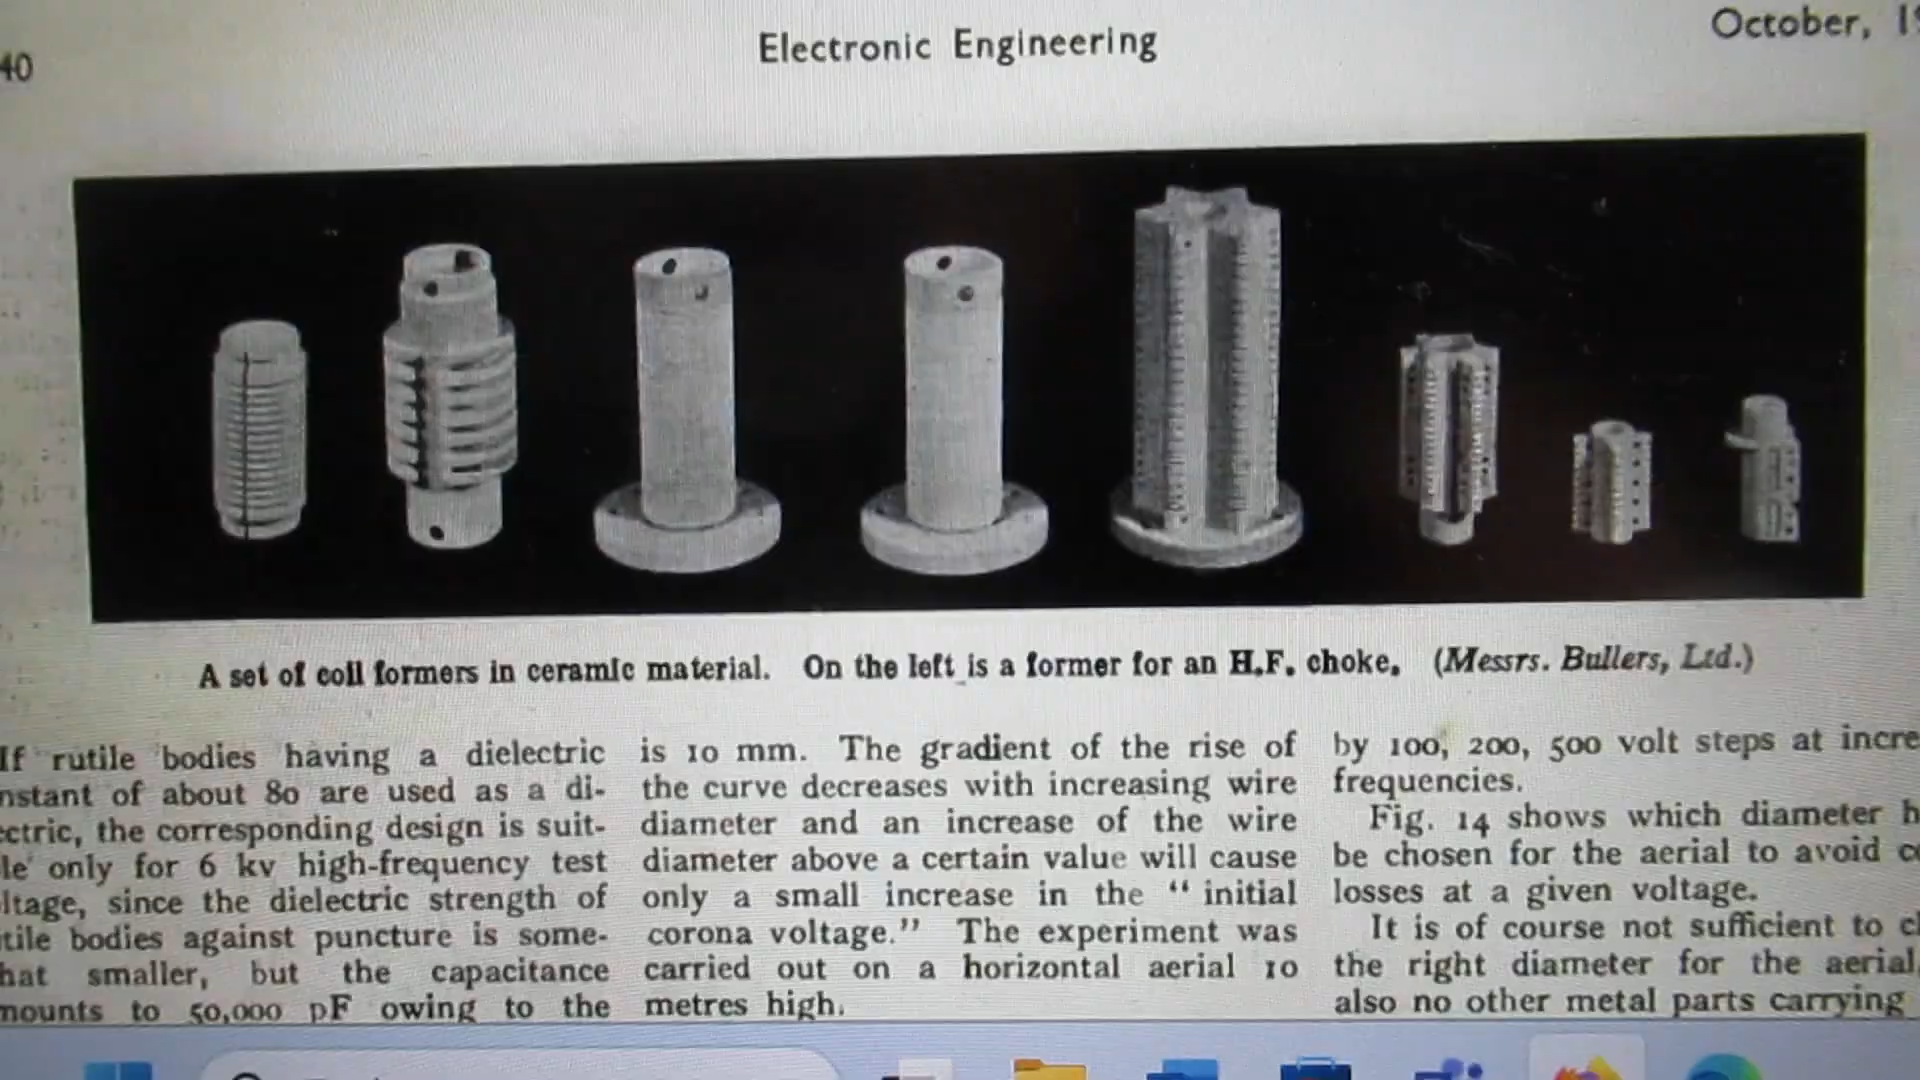 40
Electronic Engineering
October, 19
A set of coil formers in ceramic material. On the left is a former for an H.F. choke. (Messrs. Bullers, Ltd.)
If rutile bodies having a dielectric
nstant of about 80 are used as a di-
ectric, the corresponding design is suit-
le only for 6 kv high-frequency test
ltage, since the dielectric strength of
tile bodies against puncture is some-
hat smaller, but the capacitance
mounts to 50,000 pF owing to the
is 10 mm. The gradient of the rise of
the curve decreases with increasing wire
diameter and an increase of the wire
diameter above a certain value will cause
only a small increase in the “ initial
corona voltage.” The experiment was
carried out on a horizontal aerial 10
metres high.
by 100, 200, 500 volt steps at incre
frequencies.
Fig. 14 shows which diameter h
be chosen for the aerial to avoid co
losses at a given voltage.
It is of course not sufficient to ch
the right diameter for the aerial,
also no other metal parts carrying